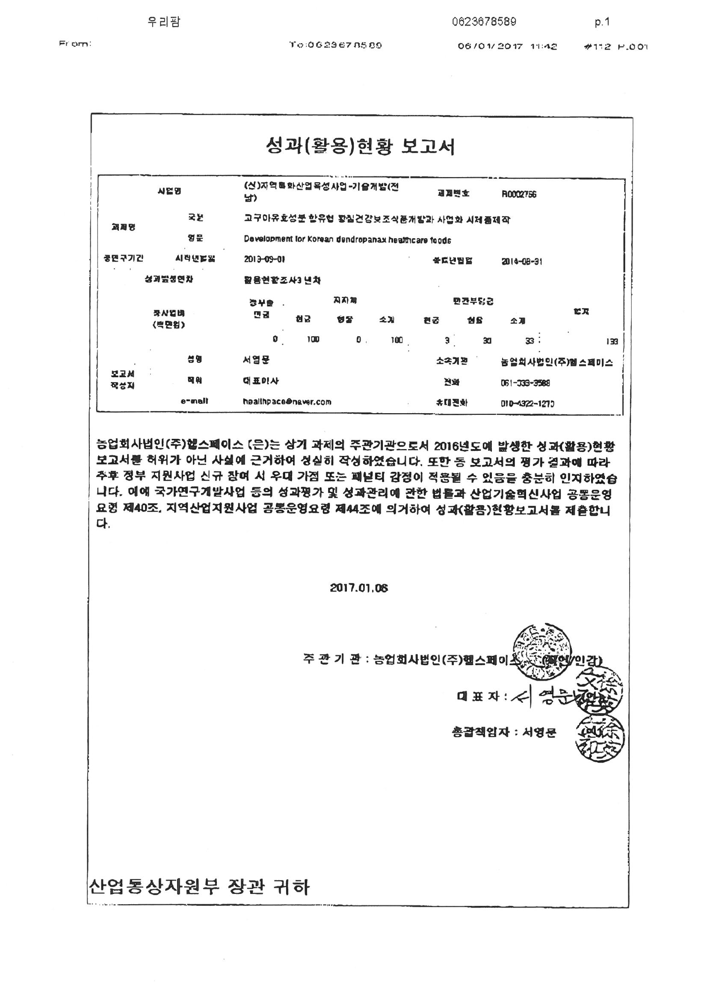 우리팜 0623678589 p.1
From: To:0623678589 06/01/2017 11:42 #112 P.001
성과(활용)현황 보고서
사업명 (신)지역특화산업육성사업-기술개발(전남) 과제번호 R0002766
과제명 국문 고구마유효성분 함유현 황칠건강보조식품개발과 사업화 시제품제작
영문 Development for Korean dendropanax healthcare foods
총연구기간 시작년월일 2013-09-01 종료년월일 2014-08-31
성과발생연차 활용현황조사3년차
총사업비 (백만원) 정부출연금 지자체 민간부담금 합계
현금 현물 소계 현금 현물 소계
0 100 0 100 3 30 33 133
보고서 작성자 성명 서영문 소속기관 농업회사법인(주)헬스페이스
직위 대표이사 전화 061-333-3588
e-mail healthpace@naver.com 휴대전화
농업회사법인(주)헬스페이스 (은)는 상기 과제의 주관기관으로서 2016년도에 발생한 성과(활용)현황
보고서를 허위가 아닌 사실에 근거하여 성실히 작성하였습니다. 또한 동 보고서의 평가 결과에 따라
추후 정부 지원사업 신규 참여 시 우대 가점 또는 패널티 감점이 적용될 수 있음을 충분히 인지하였습
니다. 이에 국가연구개발사업 등의 성과평가 및 성과관리에 관한 법률과 산업기술혁신사업 공통운영
요령 제40조, 지역산업지원사업 공통운영요령 제44조에 의거하여 성과(활용)현황보고서를 제출합니
다.
2017.01.06
주 관 기 관 : 농업회사법인(주)헬스페이스 (직인/인감)
대 표 자 : 서영문
총괄책임자 : 서영문
산업통상자원부 장관 귀하